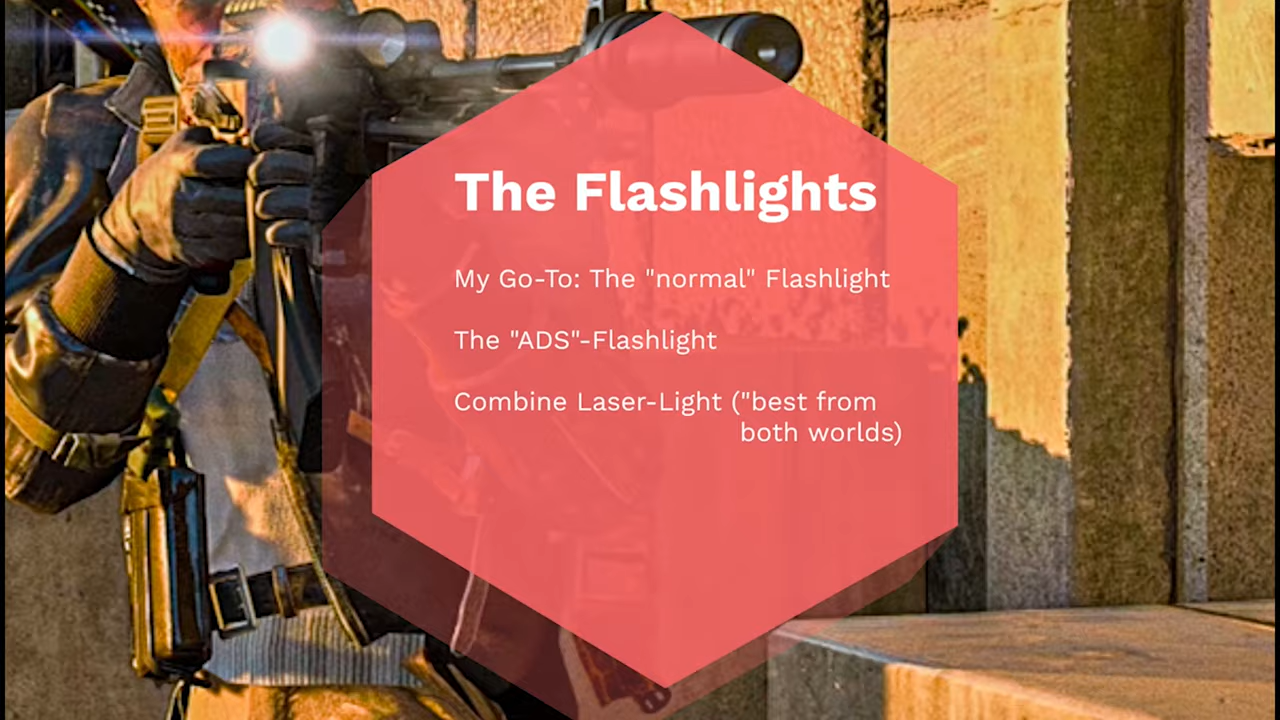 The Flashlights
My Go-To: The "normal" Flashlight
The "ADS"-Flashlight
Combine Laser-Light ("best from
both worlds)